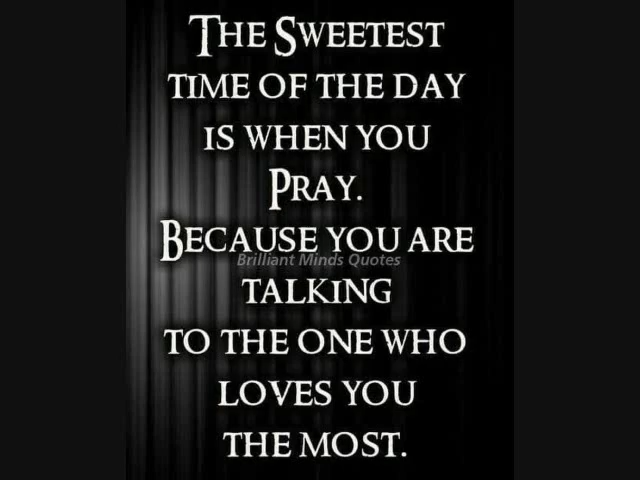 The Sweetest
time of the day
is when you
Pray.
Because you are
Brilliant Minds Quotes
talking
to the one who
loves you
the most.